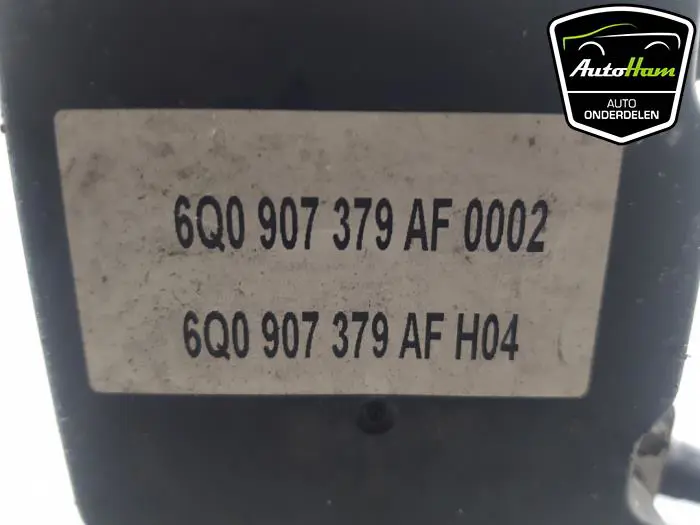 AutoHam
AUTO
ONDERDELEN
6Q0 907 379 AF 0002
6Q0 907 379 AF H04